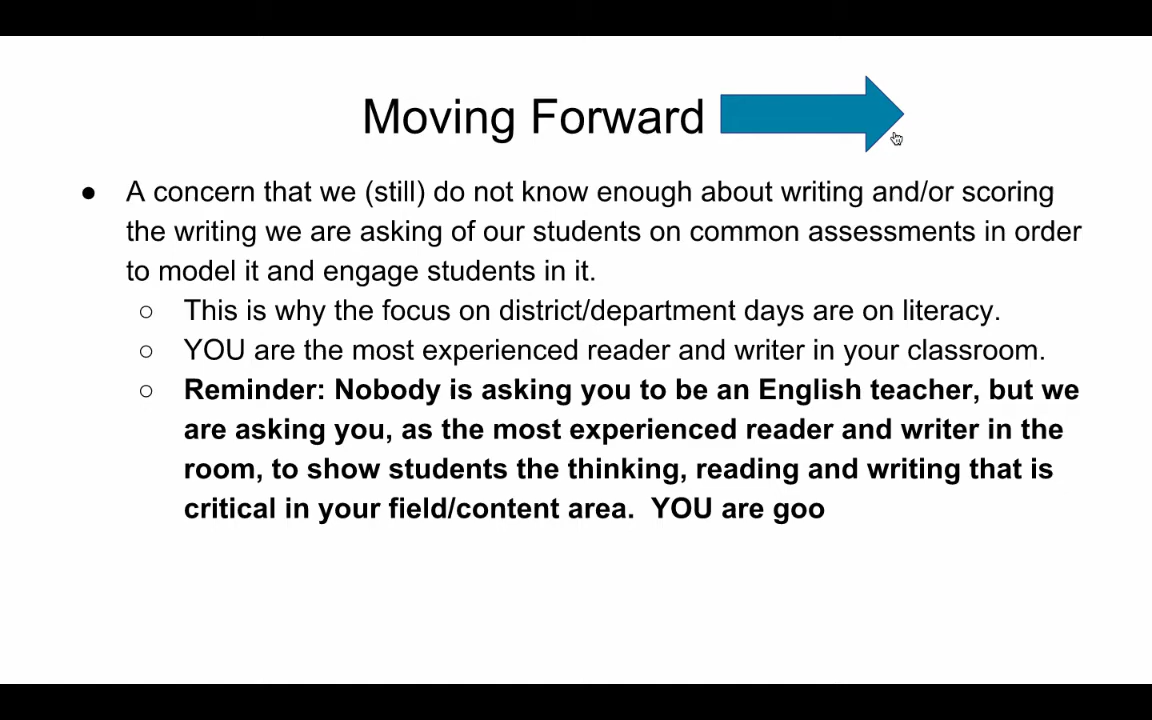 Moving Forward
● A concern that we (still) do not know enough about writing and/or scoring
the writing we are asking of our students on common assessments in order
to model it and engage students in it.
○ This is why the focus on district/department days are on literacy.
○ YOU are the most experienced reader and writer in your classroom.
○ Reminder: Nobody is asking you to be an English teacher, but we
are asking you, as the most experienced reader and writer in the
room, to show students the thinking, reading and writing that is
critical in your field/content area. YOU are goo